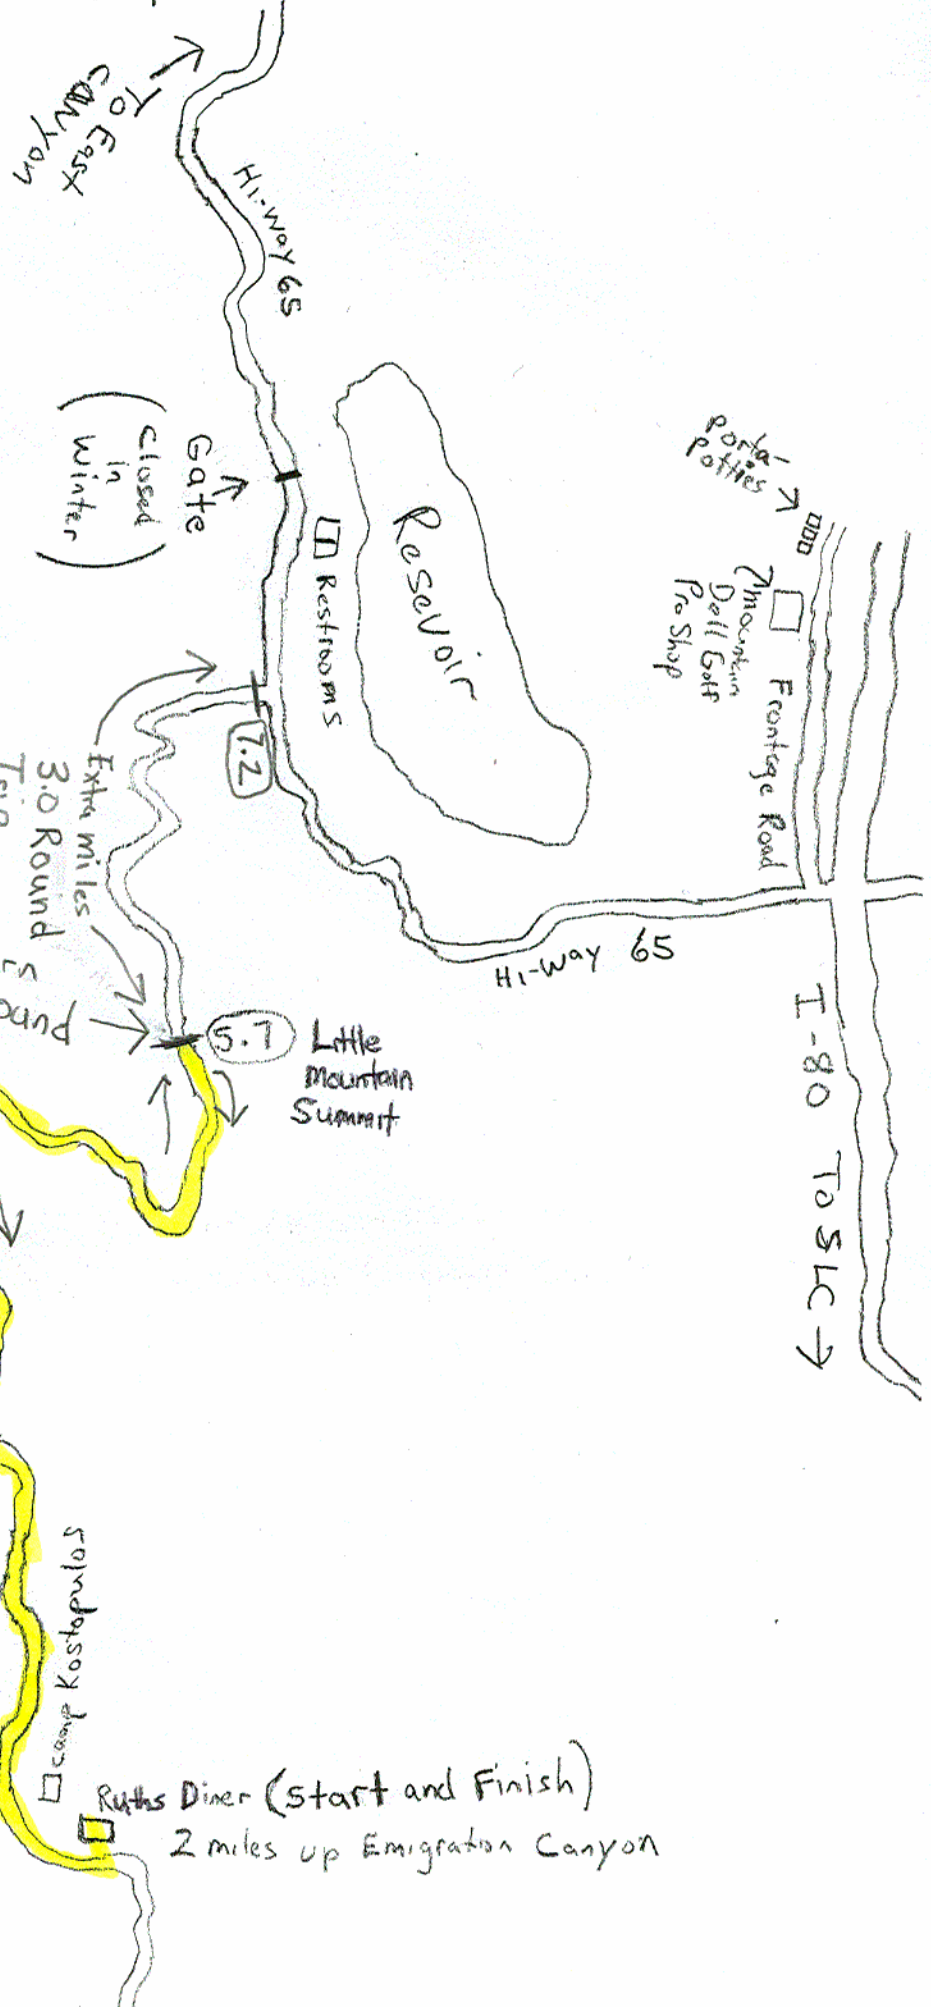 To East
Canyon
Hi-way 65
Gate
(Closed
in
Winter)
Restrooms
Resevoir
Porta-
Potties
Mountain
Dell Golf
Pro Shop
Frontage Road
7.2
Extra miles
3.0 Round
Trip
Hi-way 65
I-80 To SLC
5.7 Little
Mountain
Summit
Camp Kostopulos
Ruths Diner (Start and Finish)
2 miles up Emigration Canyon